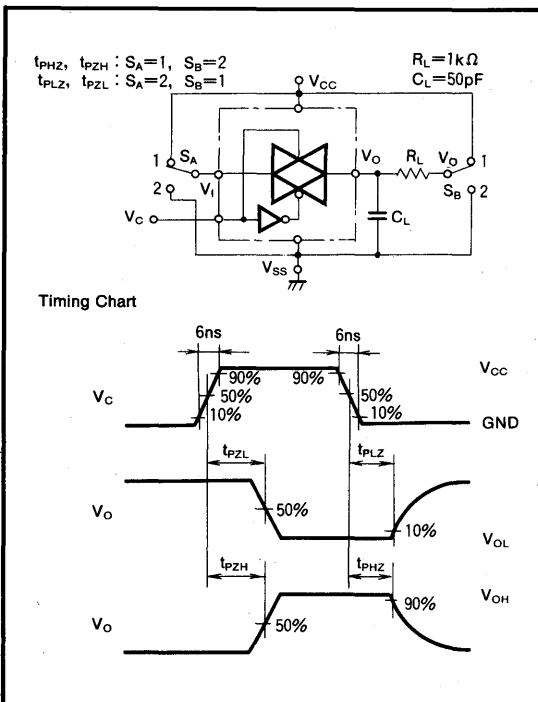 tPHZ, tPZH : SA=1, SB=2
tPLZ, tPZL : SA=2, SB=1
RL=1kΩ
CL=50pF
VCC
1
SA
2
VI
VC
VO
RL
VO
1
SB
2
CL
VSS
Timing Chart
6ns
6ns
VC
90%
50%
10%
90%
50%
10%
VCC
GND
tPZL
tPLZ
VO
50%
10%
VOL
tPZH
tPHZ
VO
50%
90%
VOH